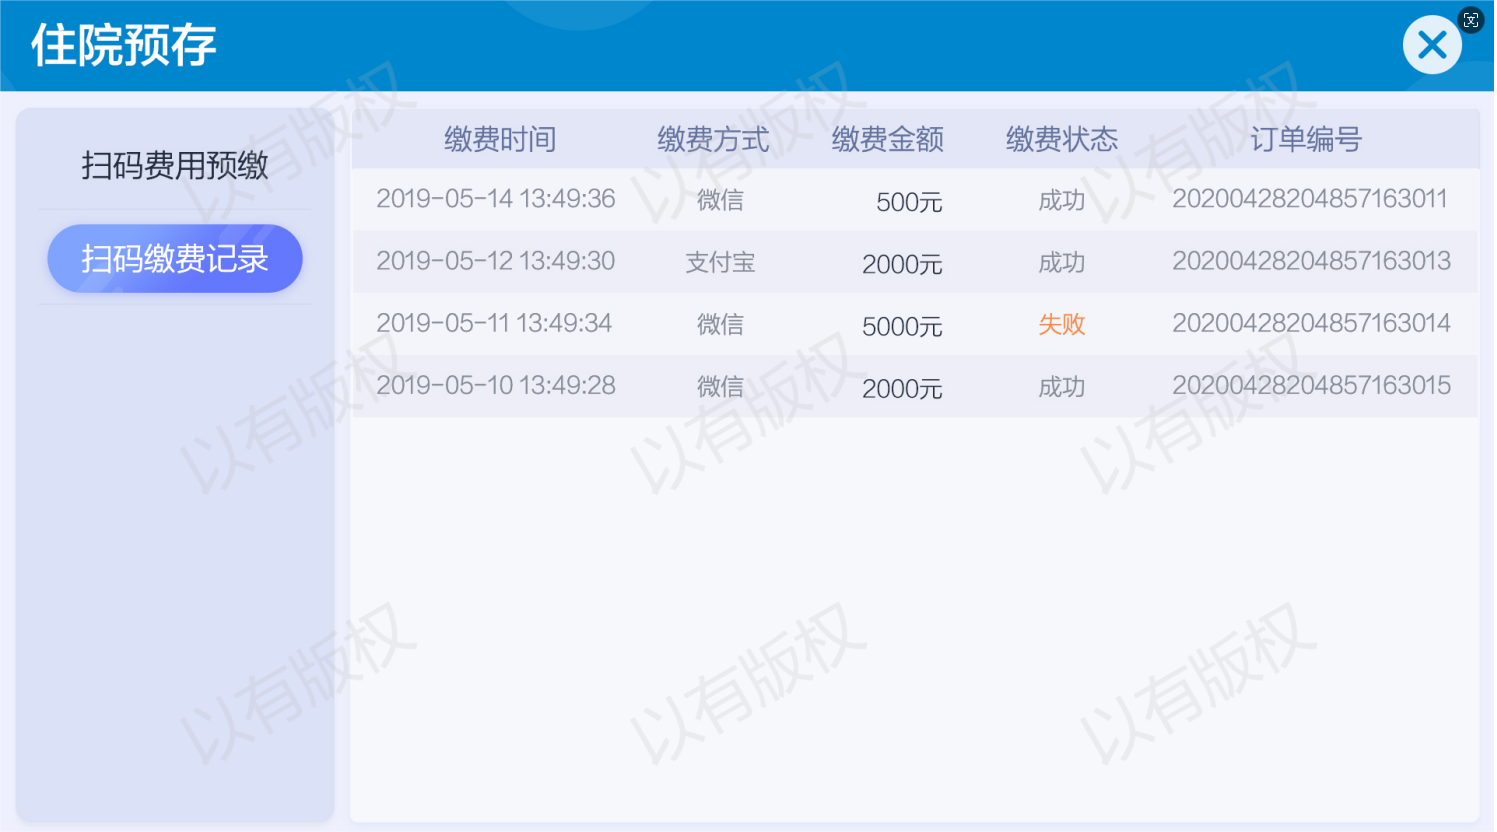 住院预存
扫码费用预缴
扫码缴费记录
缴费时间 缴费方式 缴费金额 缴费状态 订单编号
2019-05-14 13:49:36 微信 500元 成功 20200428204857163011
2019-05-12 13:49:30 支付宝 2000元 成功 20200428204857163013
2019-05-11 13:49:34 微信 5000元 失败 20200428204857163014
2019-05-10 13:49:28 微信 2000元 成功 20200428204857163015
以有版权
以有版权
以有版权
以有版权
以有版权
以有版权
以有版权
以有版权
以有版权